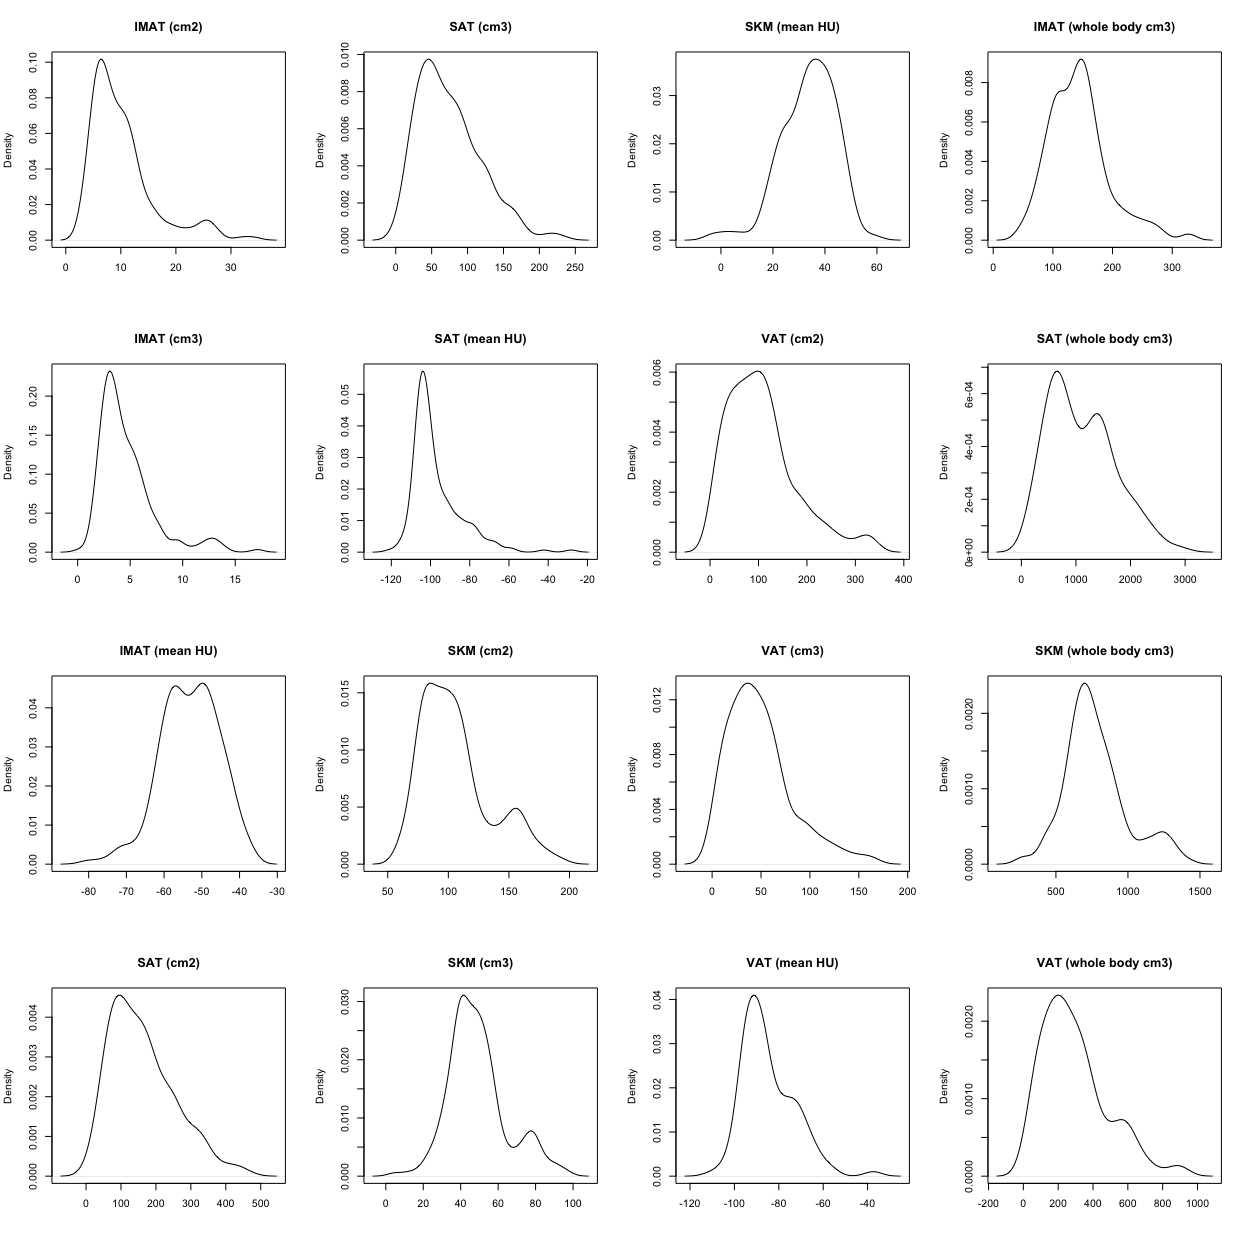 IMAT (cm2)
SAT (cm3)
SKM (mean HU)
IMAT (whole body cm3)
Density
0.00 0.02 0.04 0.06 0.08 0.10
0 10 20 30
Density
0.000 0.002 0.004 0.006 0.008 0.010
0 50 100 150 200 250
Density
0.00 0.01 0.02 0.03
0 20 40 60
Density
0.000 0.002 0.004 0.006 0.008
0 100 200 300
IMAT (cm3)
SAT (mean HU)
VAT (cm2)
SAT (whole body cm3)
Density
0.00 0.05 0.10 0.15 0.20
0 5 10 15
Density
0.00 0.01 0.02 0.03 0.04 0.05
-120 -100 -80 -60 -40 -20
Density
0.000 0.002 0.004 0.006
0 100 200 300 400
Density
0e+00 2e-04 4e-04 6e-04
0 1000 2000 3000
IMAT (mean HU)
SKM (cm2)
VAT (cm3)
SKM (whole body cm3)
Density
0.00 0.01 0.02 0.03 0.04
-80 -70 -60 -50 -40 -30
Density
0.000 0.005 0.010 0.015
50 100 150 200
Density
0.000 0.004 0.008 0.012
0 50 100 150 200
Density
0.0000 0.0010 0.0020
500 1000 1500
SAT (cm2)
SKM (cm3)
VAT (mean HU)
VAT (whole body cm3)
Density
0.000 0.001 0.002 0.003 0.004
0 100 200 300 400 500
Density
0.000 0.010 0.020 0.030
0 20 40 60 80 100
Density
0.00 0.01 0.02 0.03 0.04
-120 -100 -80 -60 -40
Density
0.0000 0.0010 0.0020
-200 0 200 400 600 800 1000